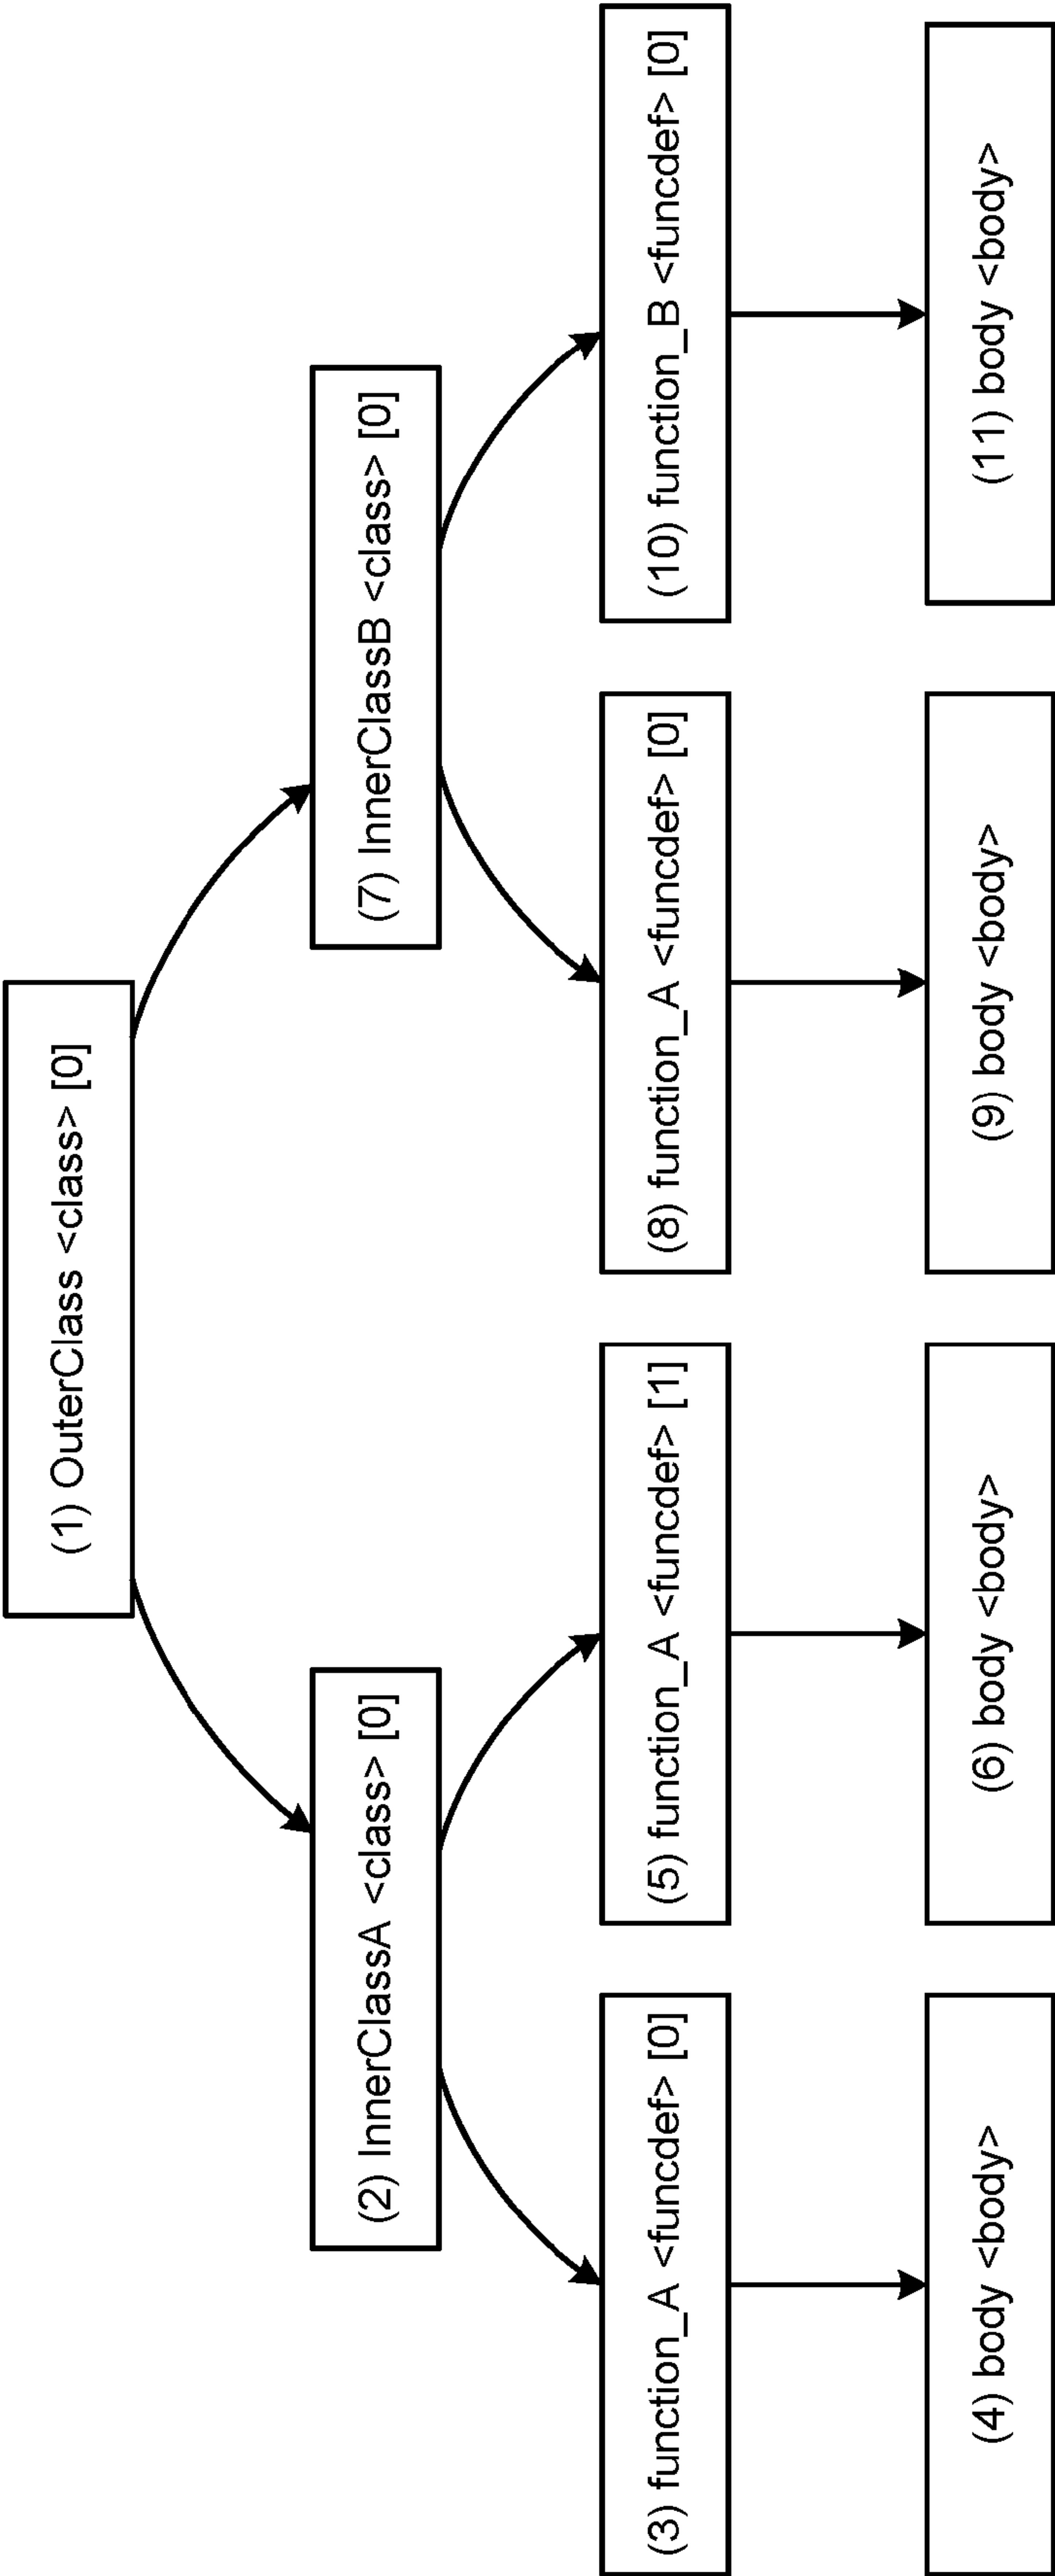 (1) OuterClass <class> [0]
(2) InnerClassA <class> [0]
(7) InnerClassB <class> [0]
(3) function_A <funcdef> [0]
(5) function_A <funcdef> [1]
(8) function_A <funcdef> [0]
(10) function_B <funcdef> [0]
(4) body <body>
(6) body <body>
(9) body <body>
(11) body <body>